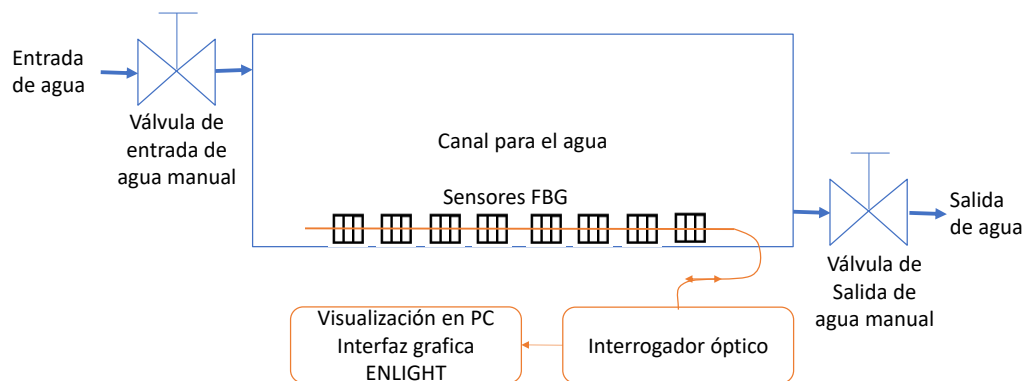 Entrada
de agua
Válvula de
entrada de
agua manual
Canal para el agua
Sensores FBG
Salida
de agua
Válvula de
Salida de
agua manual
Visualización en PC
Interfaz grafica
ENLIGHT
Interrogador óptico